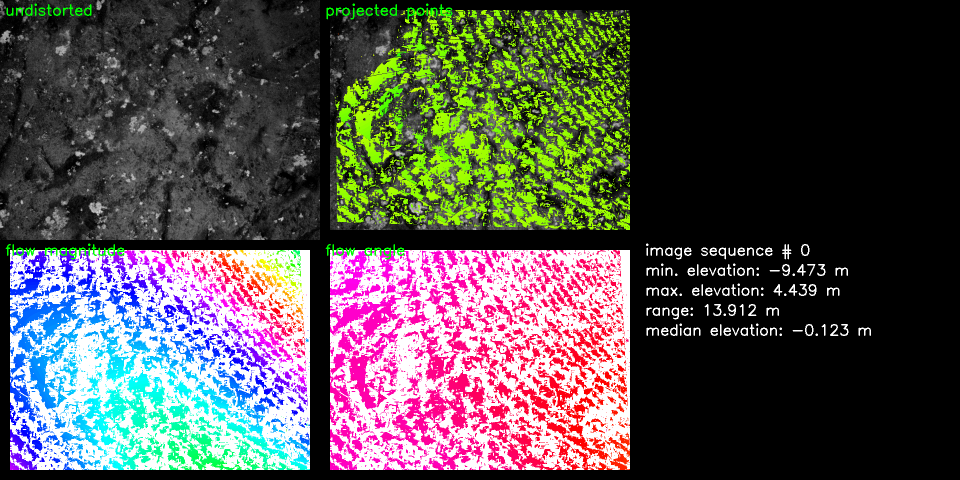 undistorted
projected points
flow magnitude
flow angle
image sequence # 0
min. elevation: −9.473 m
max. elevation: 4.439 m
range: 13.912 m
median elevation: −0.123 m